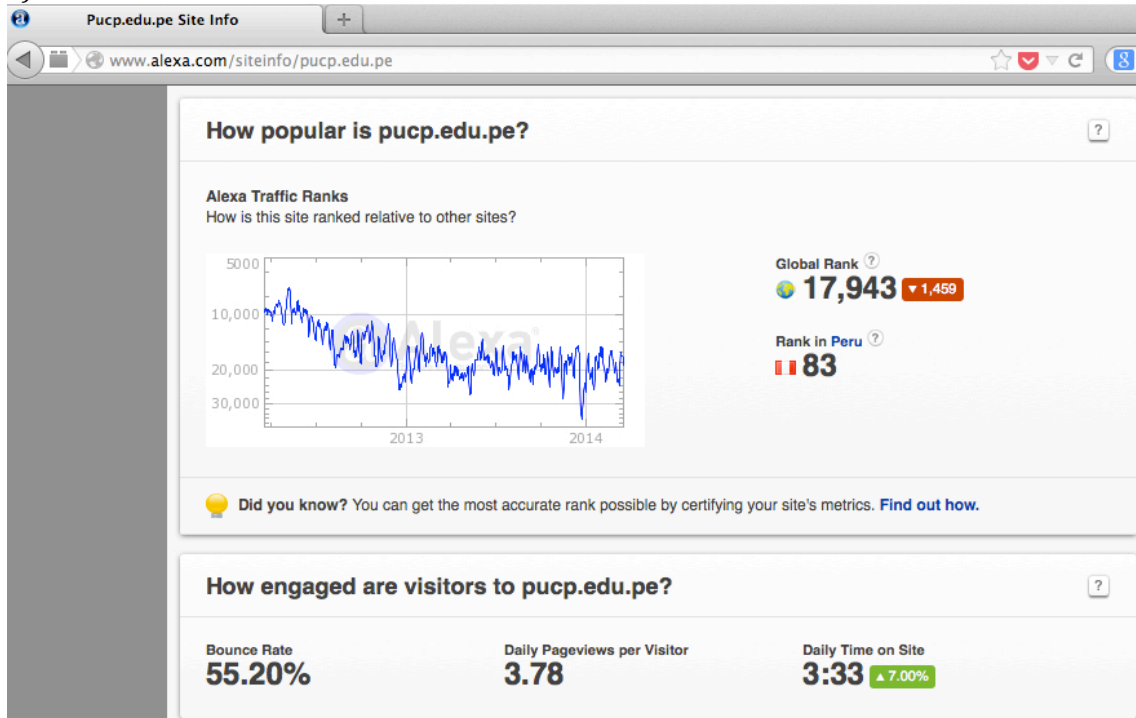 Pucp.edu.pe Site Info
www.alexa.com/siteinfo/pucp.edu.pe
How popular is pucp.edu.pe?
?
Alexa Traffic Ranks
How is this site ranked relative to other sites?
5000
10,000
20,000
30,000
2013
2014
Alexa
Global Rank ?
17,943 ▼1,459
Rank in Peru ?
83
Did you know? You can get the most accurate rank possible by certifying your site's metrics. Find out how.
How engaged are visitors to pucp.edu.pe?
?
Bounce Rate
55.20%
Daily Pageviews per Visitor
3.78
Daily Time on Site
3:33 ▲7.00%